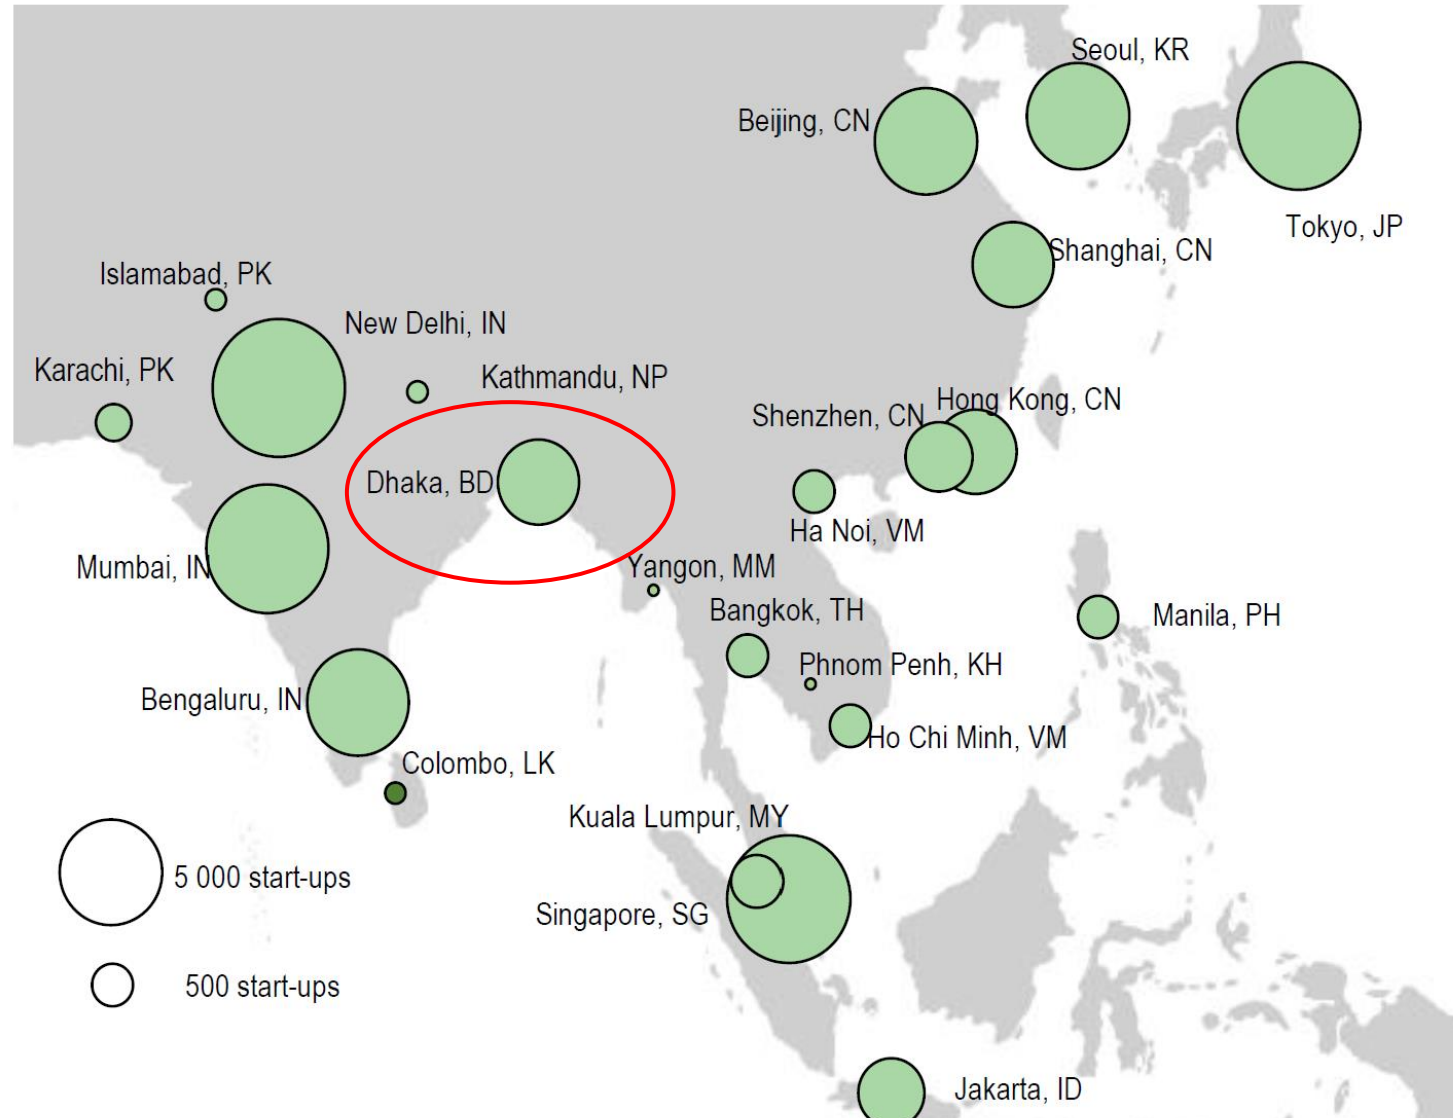 Seoul, KR
Beijing, CN
Tokyo, JP
Shanghai, CN
Islamabad, PK
New Delhi, IN
Karachi, PK
Kathmandu, NP
Hong Kong, CN
Shenzhen, CN
Dhaka, BD
Ha Noi, VM
Mumbai, IN
Yangon, MM
Bangkok, TH
Manila, PH
Phnom Penh, KH
Bengaluru, IN
Ho Chi Minh, VM
Colombo, LK
Kuala Lumpur, MY
5 000 start-ups
Singapore, SG
500 start-ups
Jakarta, ID